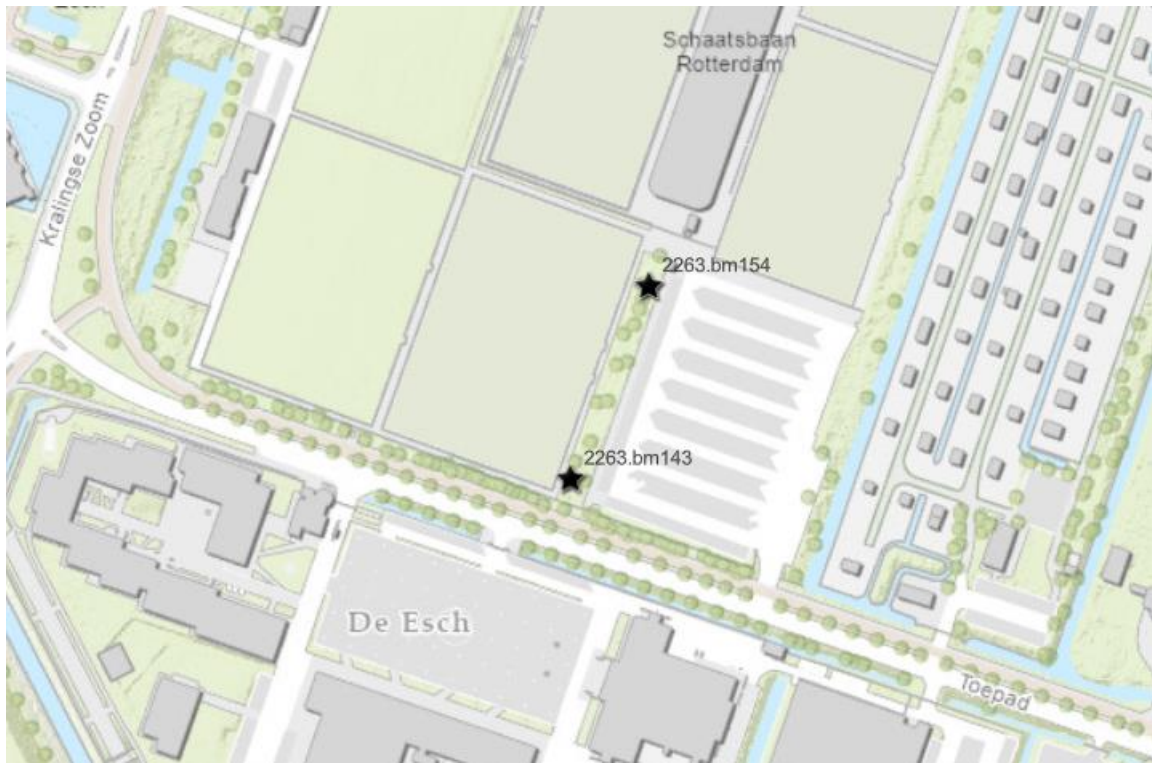 Schaatsbaan
Rotterdam
Kralingse Zoom
2263.bm154
2263.bm143
De Esch
Toepad